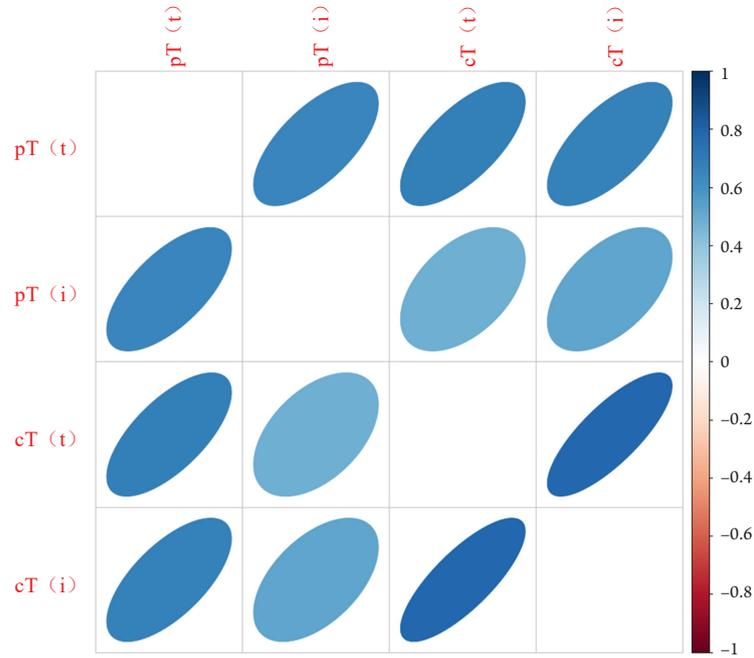 pT（t）
pT（i）
cT（t）
cT（i）
pT（t）
pT（i）
cT（t）
cT（i）
1
0.8
0.6
0.4
0.2
0
–0.2
–0.4
–0.6
–0.8
–1